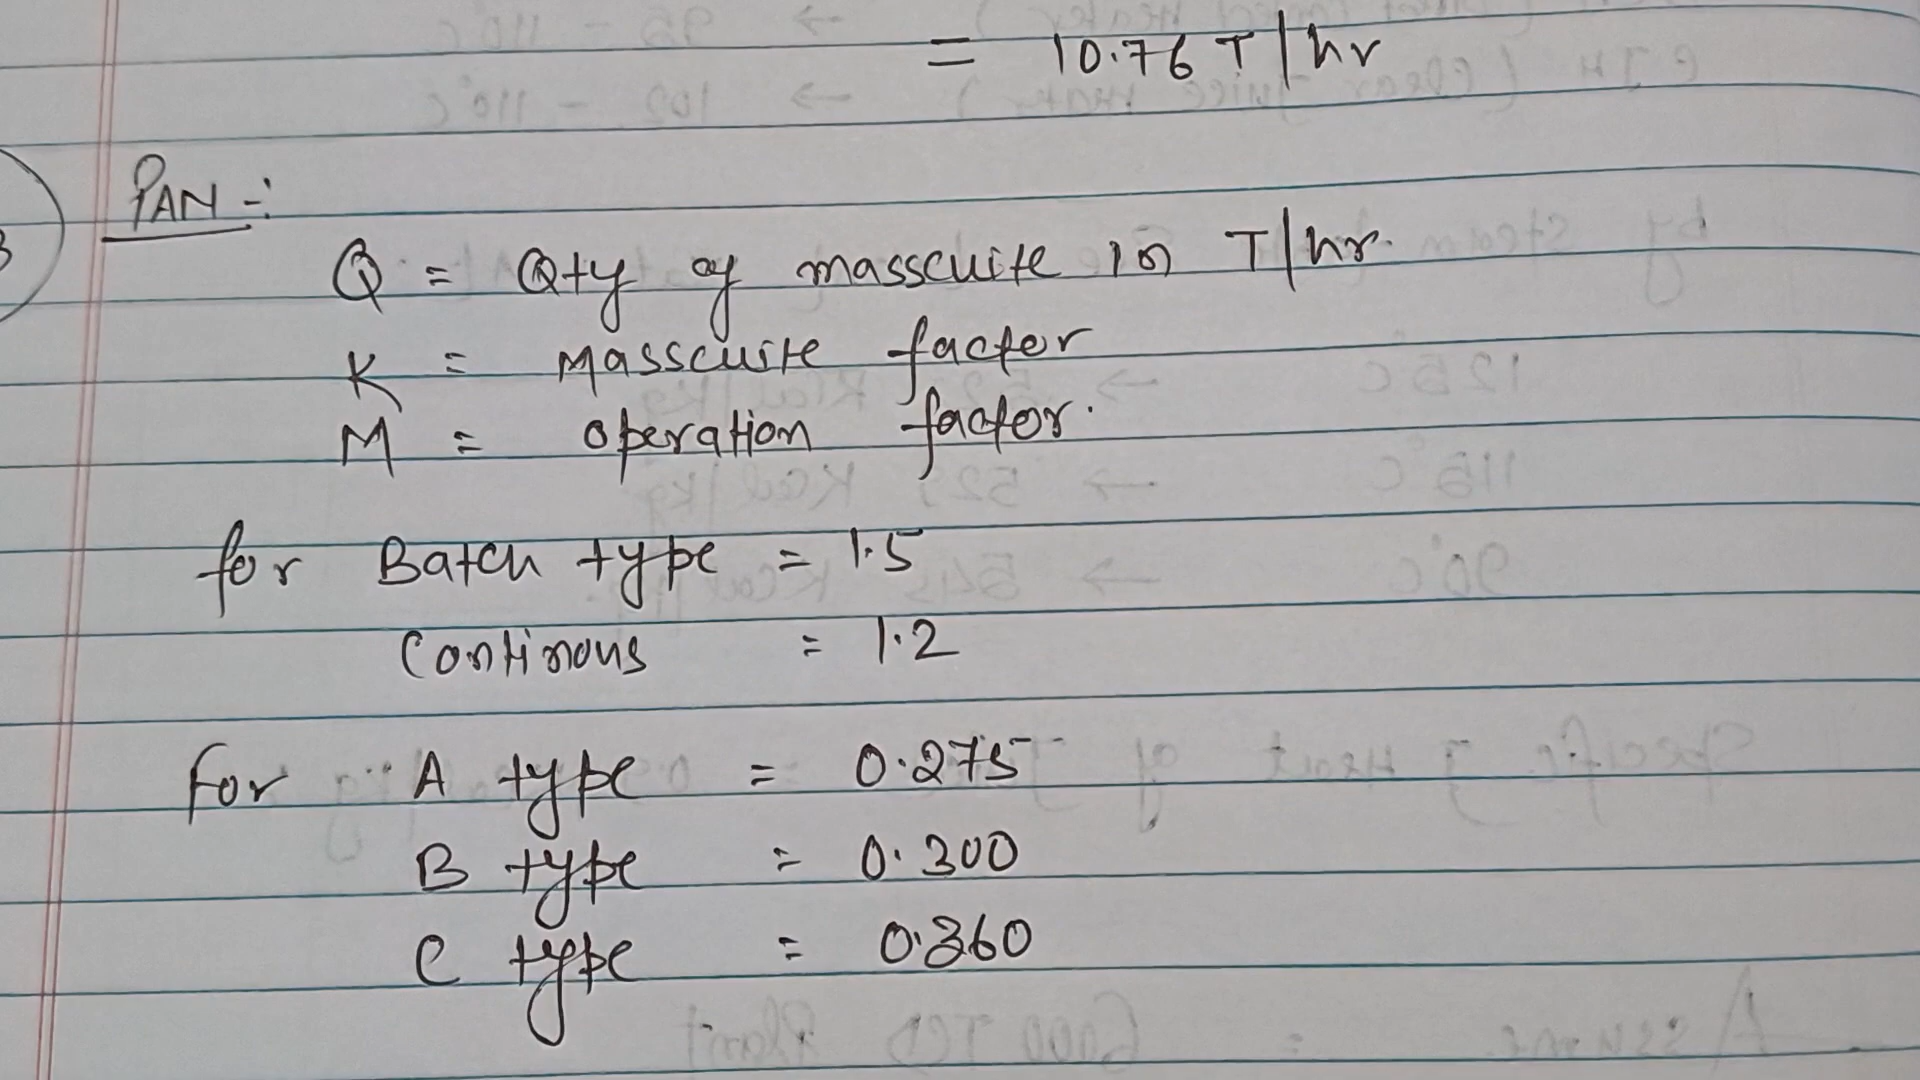 = 10.76 T/hr
PAN -:
Q = Qty of masscuite in T/hr.
K = Masscuite factor
M = operation factor.
for Batch type = 1.5
Continous = 1.2
For A type = 0.275
B type = 0.300
C type = 0.360